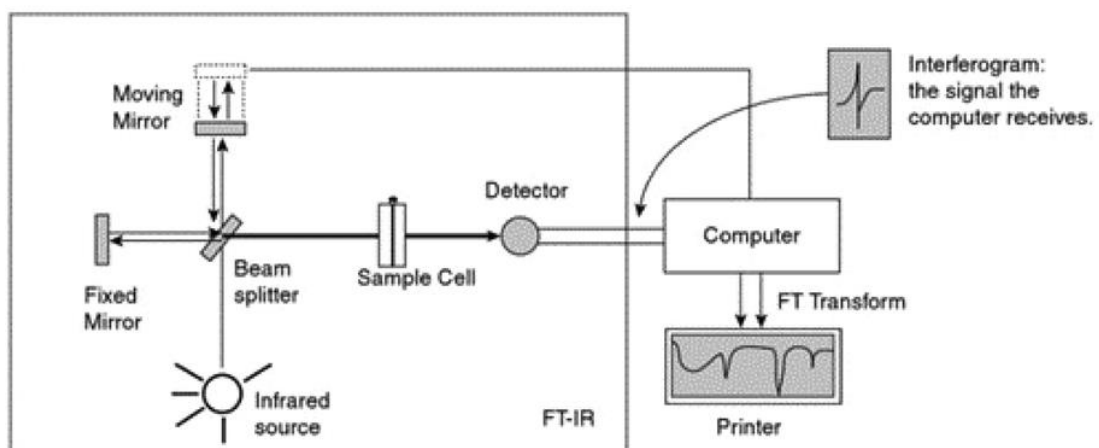 Moving
Mirror
Interferogram:
the signal the
computer receives.
Detector
Computer
Beam
splitter
Sample Cell
Fixed
Mirror
FT Transform
Infrared
source
FT-IR
Printer